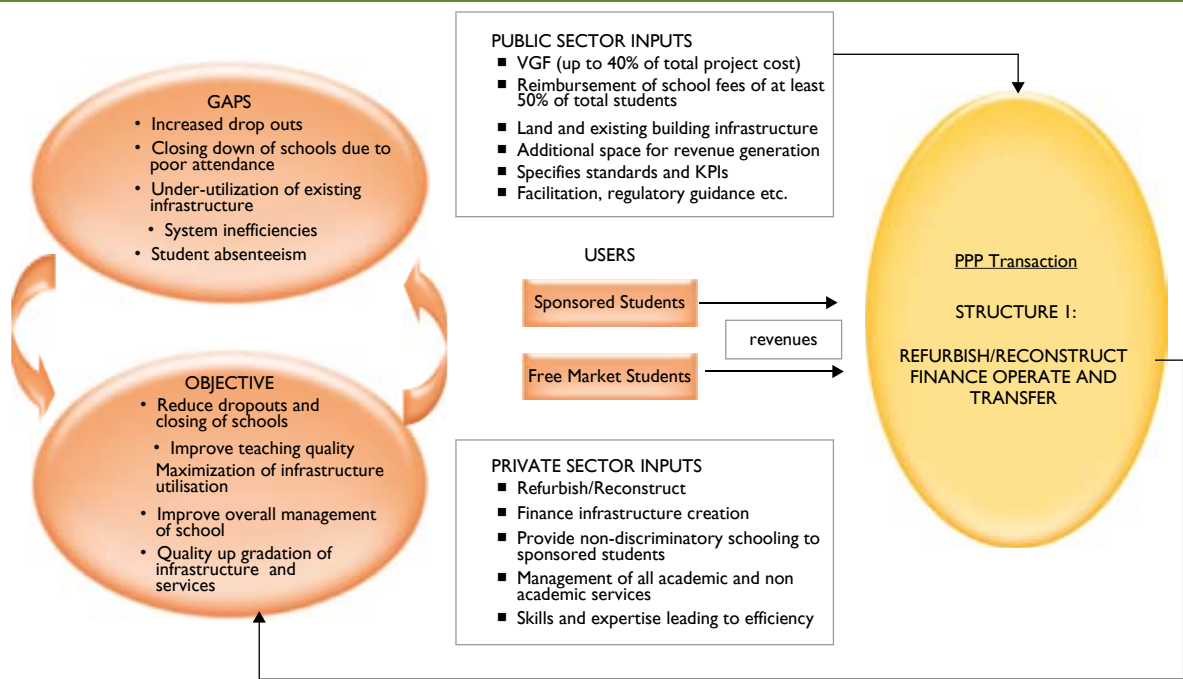 GAPS
• Increased drop outs
• Closing down of schools due to
poor attendance
• Under-utilization of existing
infrastructure
• System inefficiencies
• Student absenteeism
OBJECTIVE
• Reduce dropouts and
closing of schools
• Improve teaching quality
Maximization of infrastructure
utilisation
• Improve overall management
of school
• Quality up gradation of
infrastructure and
services
PUBLIC SECTOR INPUTS
■ VGF (up to 40% of total project cost)
■ Reimbursement of school fees of at least
50% of total students
■ Land and existing building infrastructure
■ Additional space for revenue generation
■ Specifies standards and KPIs
■ Facilitation, regulatory guidance etc.
USERS
Sponsored Students
revenues
Free Market Students
PRIVATE SECTOR INPUTS
■ Refurbish/Reconstruct
■ Finance infrastructure creation
■ Provide non-discriminatory schooling to
sponsored students
■ Management of all academic and non
academic services
■ Skills and expertise leading to efficiency
PPP Transaction
STRUCTURE 1:
REFURBISH/RECONSTRUCT
FINANCE OPERATE AND
TRANSFER